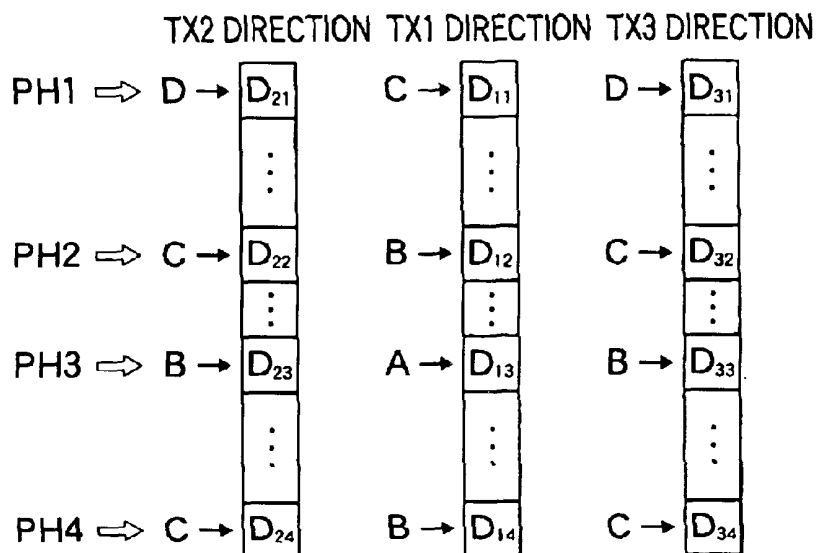 TX2 DIRECTION TX1 DIRECTION TX3 DIRECTION
PH1 ⇨ D → D₂₁ C → D₁₁ D → D₃₁
PH2 ⇨ C → D₂₂ B → D₁₂ C → D₃₂
PH3 ⇨ B → D₂₃ A → D₁₃ B → D₃₃
PH4 ⇨ C → D₂₄ B → D₁₄ C → D₃₄